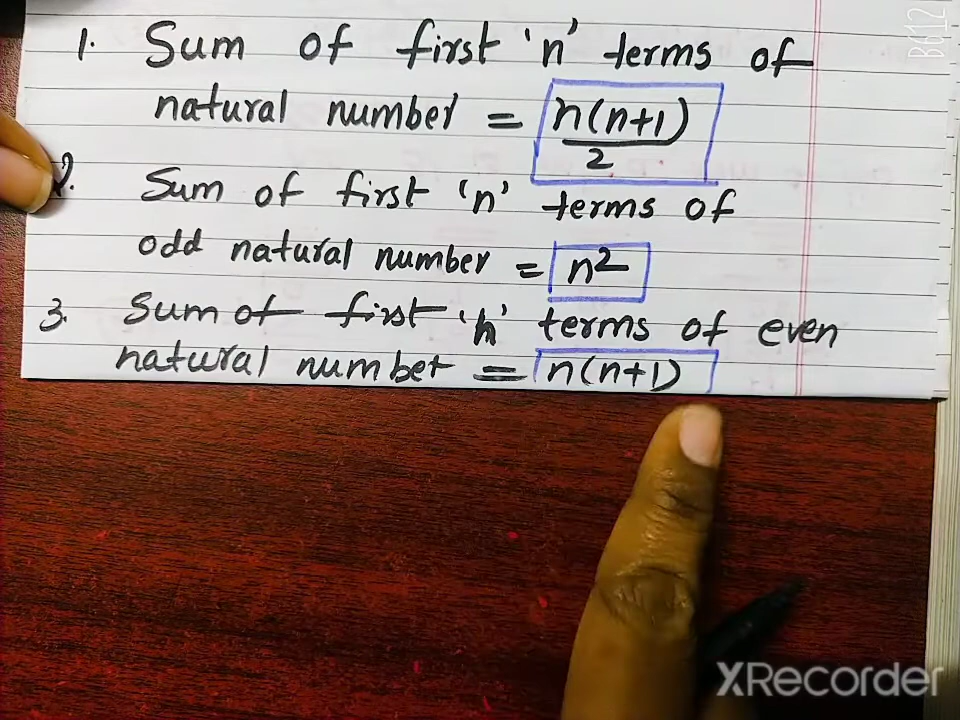 1. Sum of first 'n' terms of
natural number = n(n+1)/2
2. Sum of first 'n' terms of
odd natural number = n²
3. Sum of first 'n' terms of even
natural number = n(n+1)
XRecorder